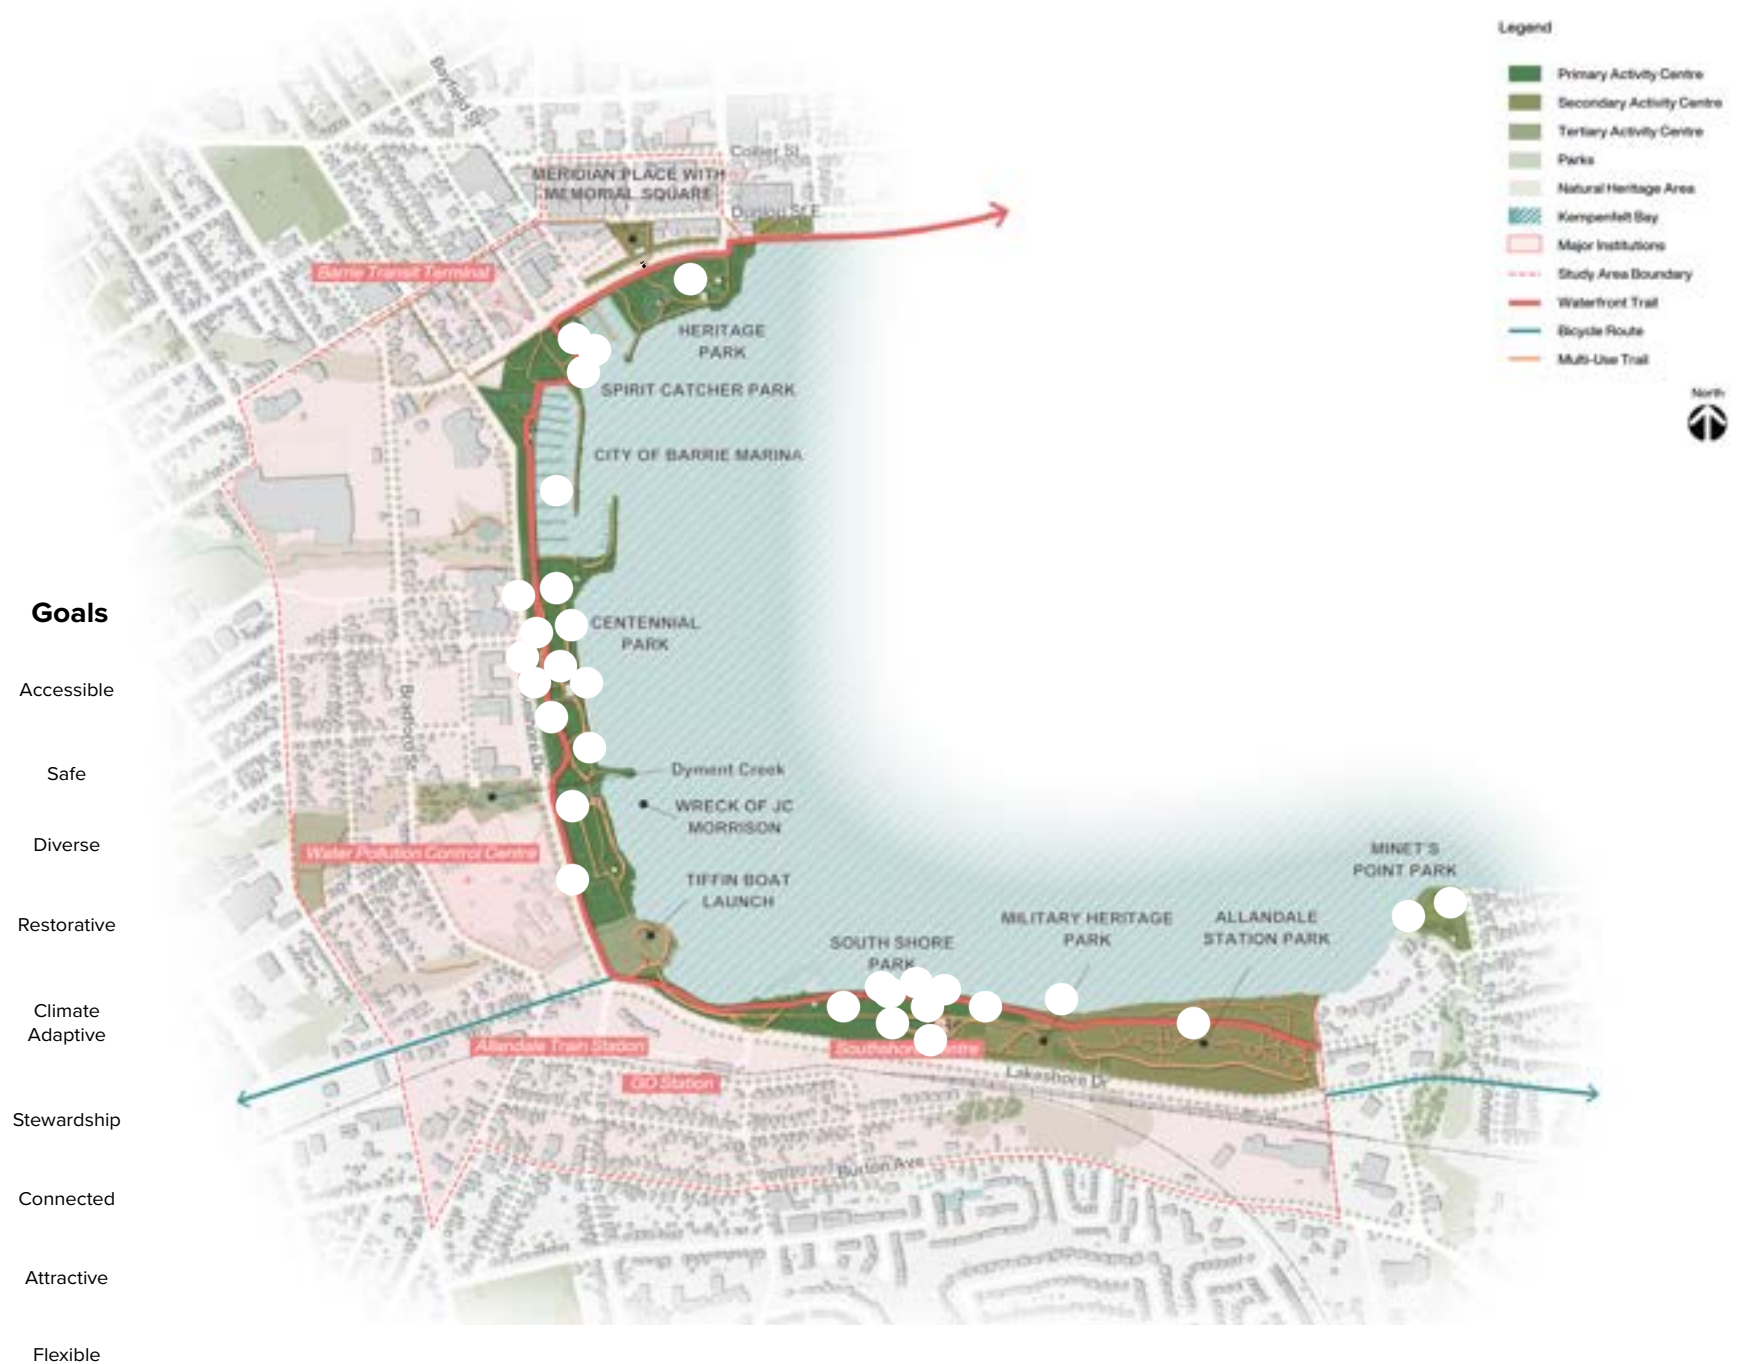 Legend
Primary Activity Centre
Secondary Activity Centre
Tertiary Activity Centre
Parks
Natural Heritage Area
Kempenfelt Bay
Major Institutions
Study Area Boundary
Waterfront Trail
Bicycle Route
Multi-Use Trail
North
Bayfield St
Collier St
MERIDIAN PLACE WITH
MEMORIAL SQUARE
Dunlop St E
Barrie Transit Terminal
HERITAGE
PARK
SPIRIT CATCHER PARK
CITY OF BARRIE MARINA
CENTENNIAL
PARK
Bradford St
Dyment Creek
WRECK OF JC
MORRISON
Water Pollution Control Centre
TIFFIN BOAT
LAUNCH
SOUTH SHORE
PARK
MILITARY HERITAGE
PARK
ALLANDALE
STATION PARK
MINET'S
POINT PARK
Allandale Train Station
GO Station
Lakeshore Dr
Burton Ave
Goals
Accessible
Safe
Diverse
Restorative
Climate
Adaptive
Stewardship
Connected
Attractive
Flexible